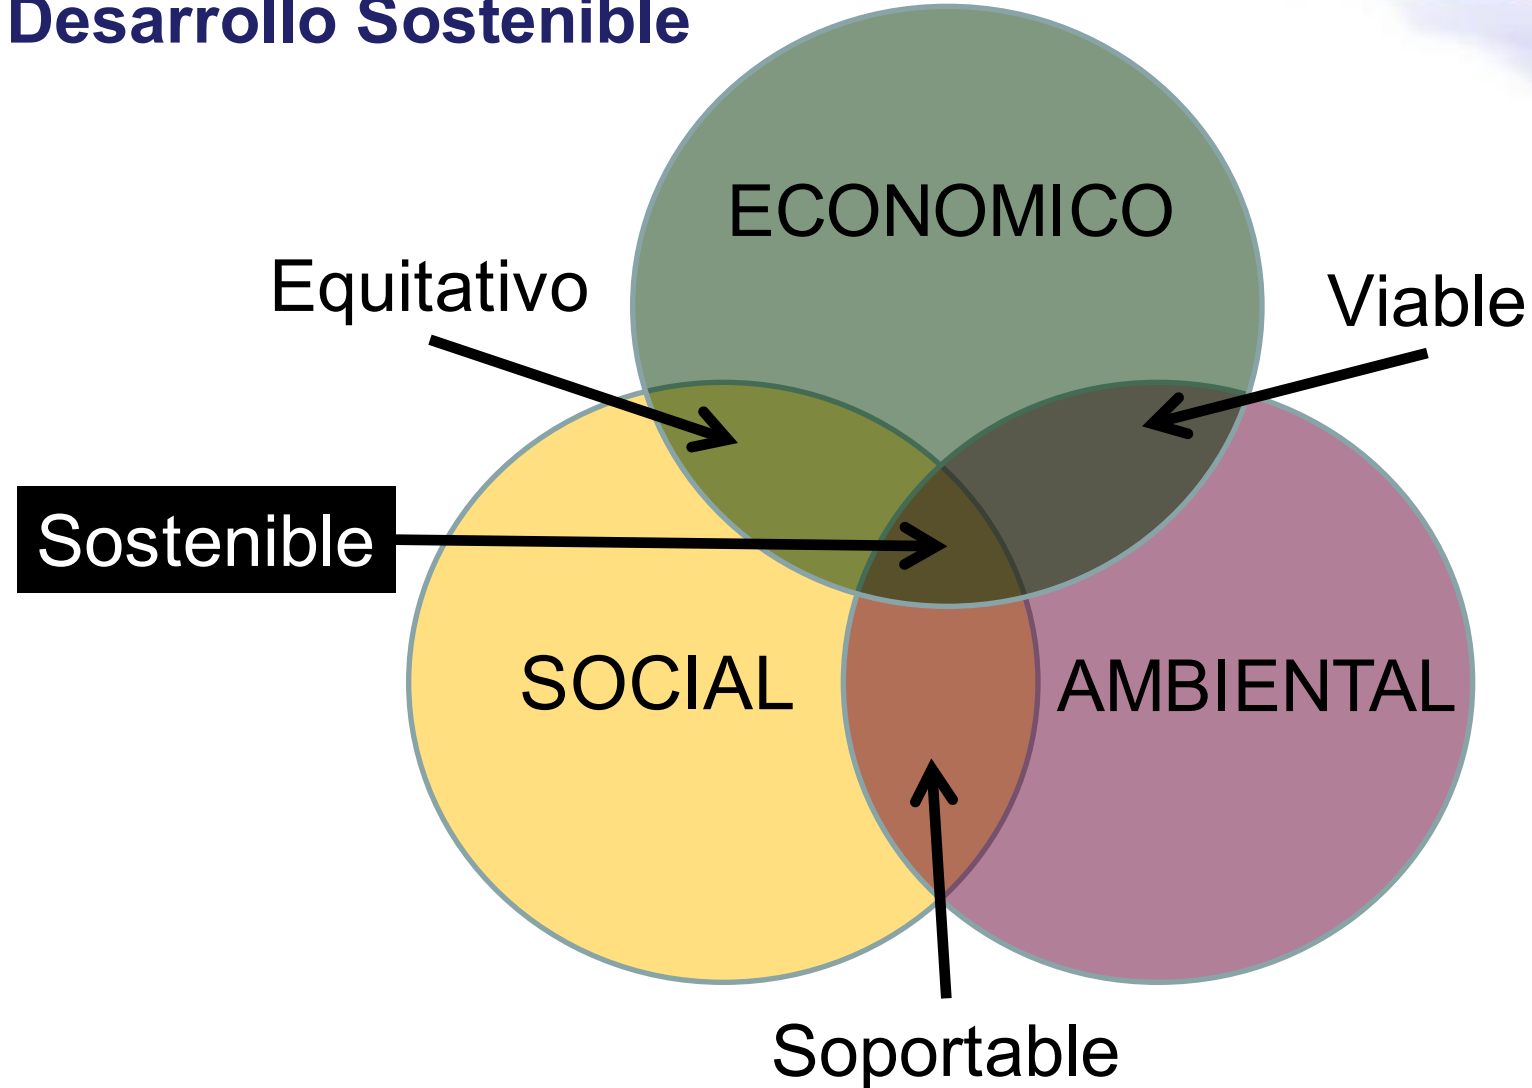 Desarrollo Sostenible
ECONOMICO
Equitativo
Viable
Sostenible
SOCIAL
AMBIENTAL
Soportable